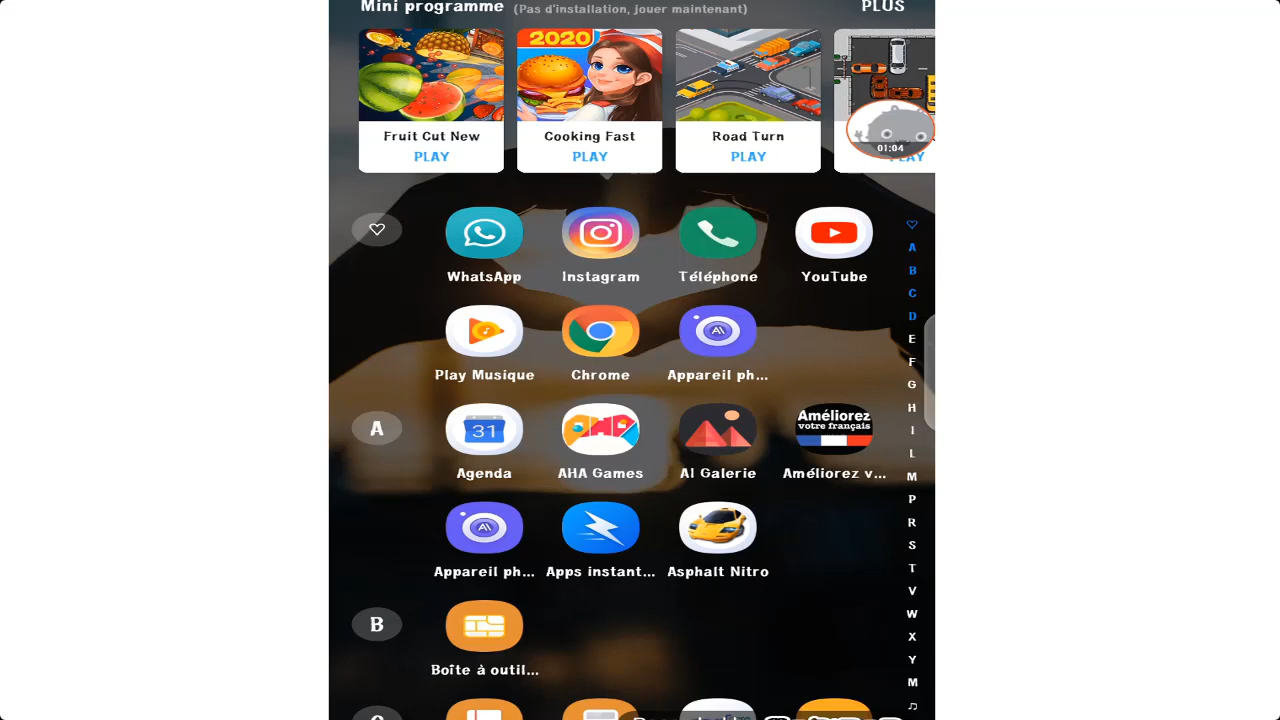 Mini programme (Pas d'installation, jouer maintenant) PLUS
2020
Fruit Cut New Cooking Fast Road Turn
PLAY PLAY PLAY PLAY
01:04
WhatsApp Instagram Téléphone YouTube
Play Musique Chrome Appareil ph...
A
31
AHA
Améliorez
votre français
Agenda AHA Games AI Galerie Améliorez v...
Appareil ph... Apps instant... Asphalt Nitro
B
Boîte à outil...
A
B
C
D
E
F
G
H
I
L
M
P
R
S
T
V
W
X
Y
M